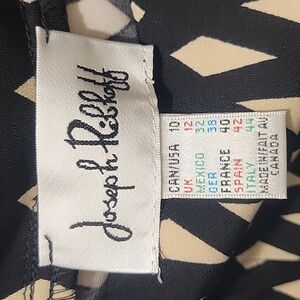 Joseph Ribkoff
CAN/USA 10
UK 12
MEXICO 32
GER 38
FRANCE 40
SPAIN 42
ITALY 44
MADE IN/FAIT AU
CANADA